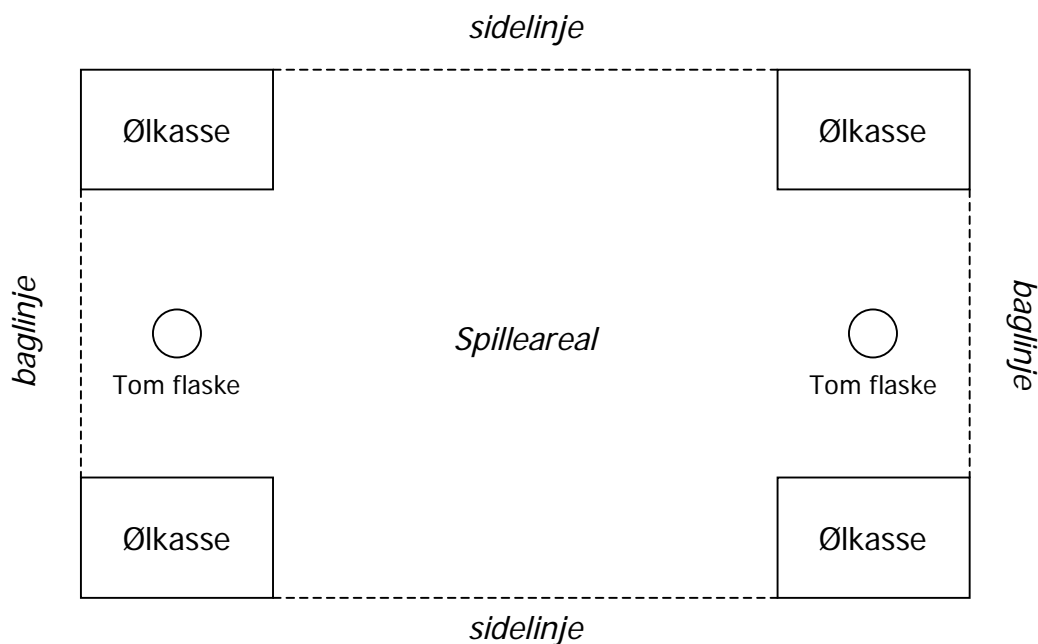 sidelinje
Ølkasse
Ølkasse
baglinje
Spilleareal
baglinje
Tom flaske
Tom flaske
Ølkasse
Ølkasse
sidelinje